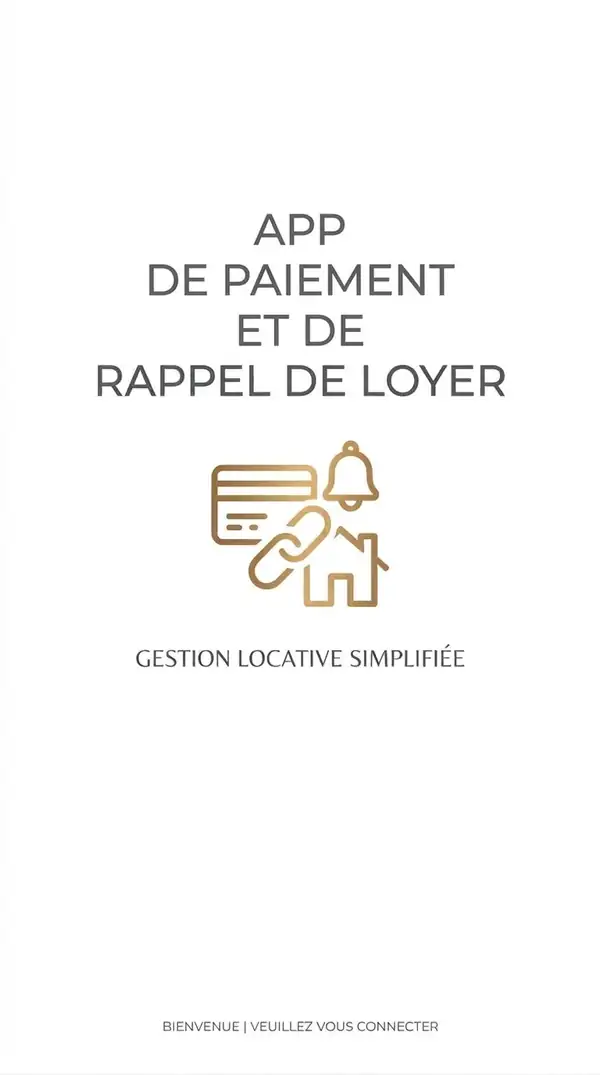 APP
DE PAIEMENT
ET DE
RAPPEL DE LOYER
GESTION LOCATIVE SIMPLIFIÉE
BIENVENUE | VEUILLEZ VOUS CONNECTER